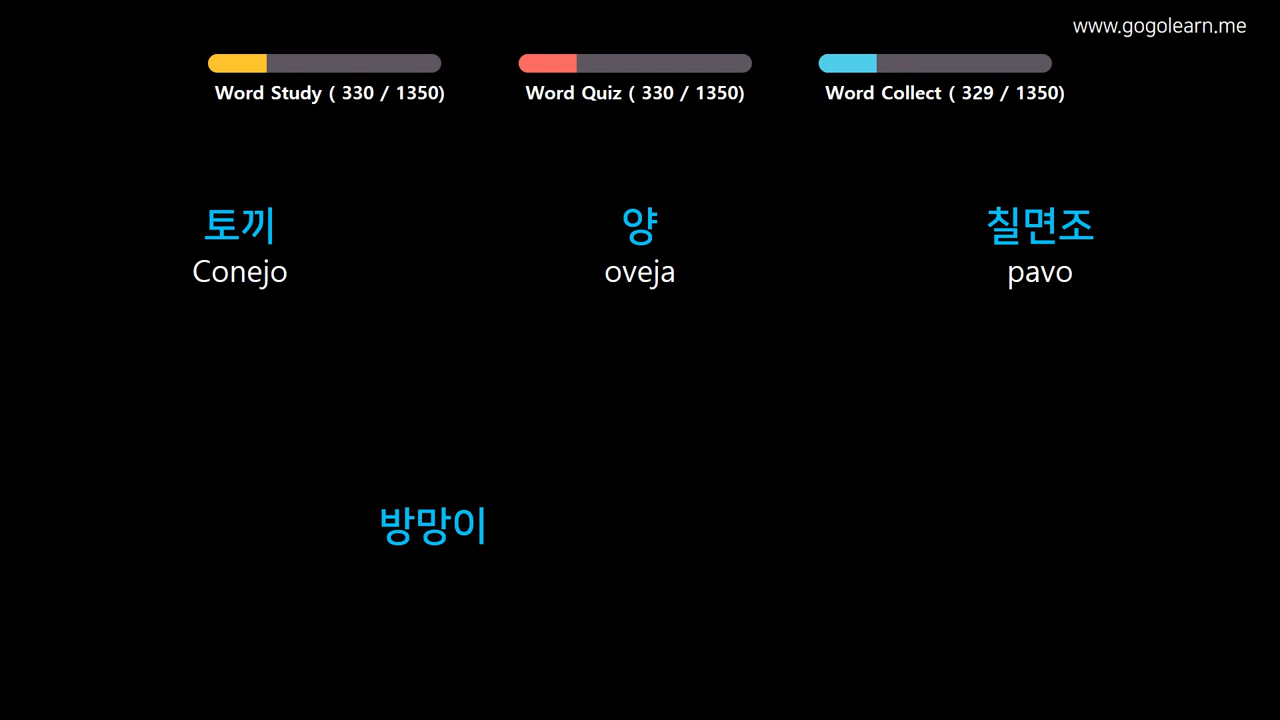 www.gogolearn.me
Word Study ( 330 / 1350)
Word Quiz ( 330 / 1350)
Word Collect ( 329 / 1350)
토끼
양
칠면조
Conejo
oveja
pavo
방망이